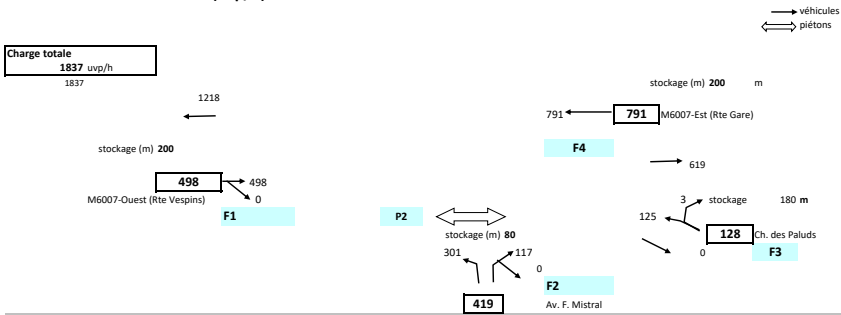 véhicules
piétons
Charge totale
1837 uvp/h
1837
stockage (m) 200 m
1218
791 791 M6007-Est (Rte Gare)
F4
stockage (m) 200
619
498 498
0
M6007-Ouest (Rte Vespins)
F1
P2
3 stockage 180 m
125
128 Ch. des Paluds
0
F3
stockage (m) 80
301 117
0
F2
419 Av. F. Mistral